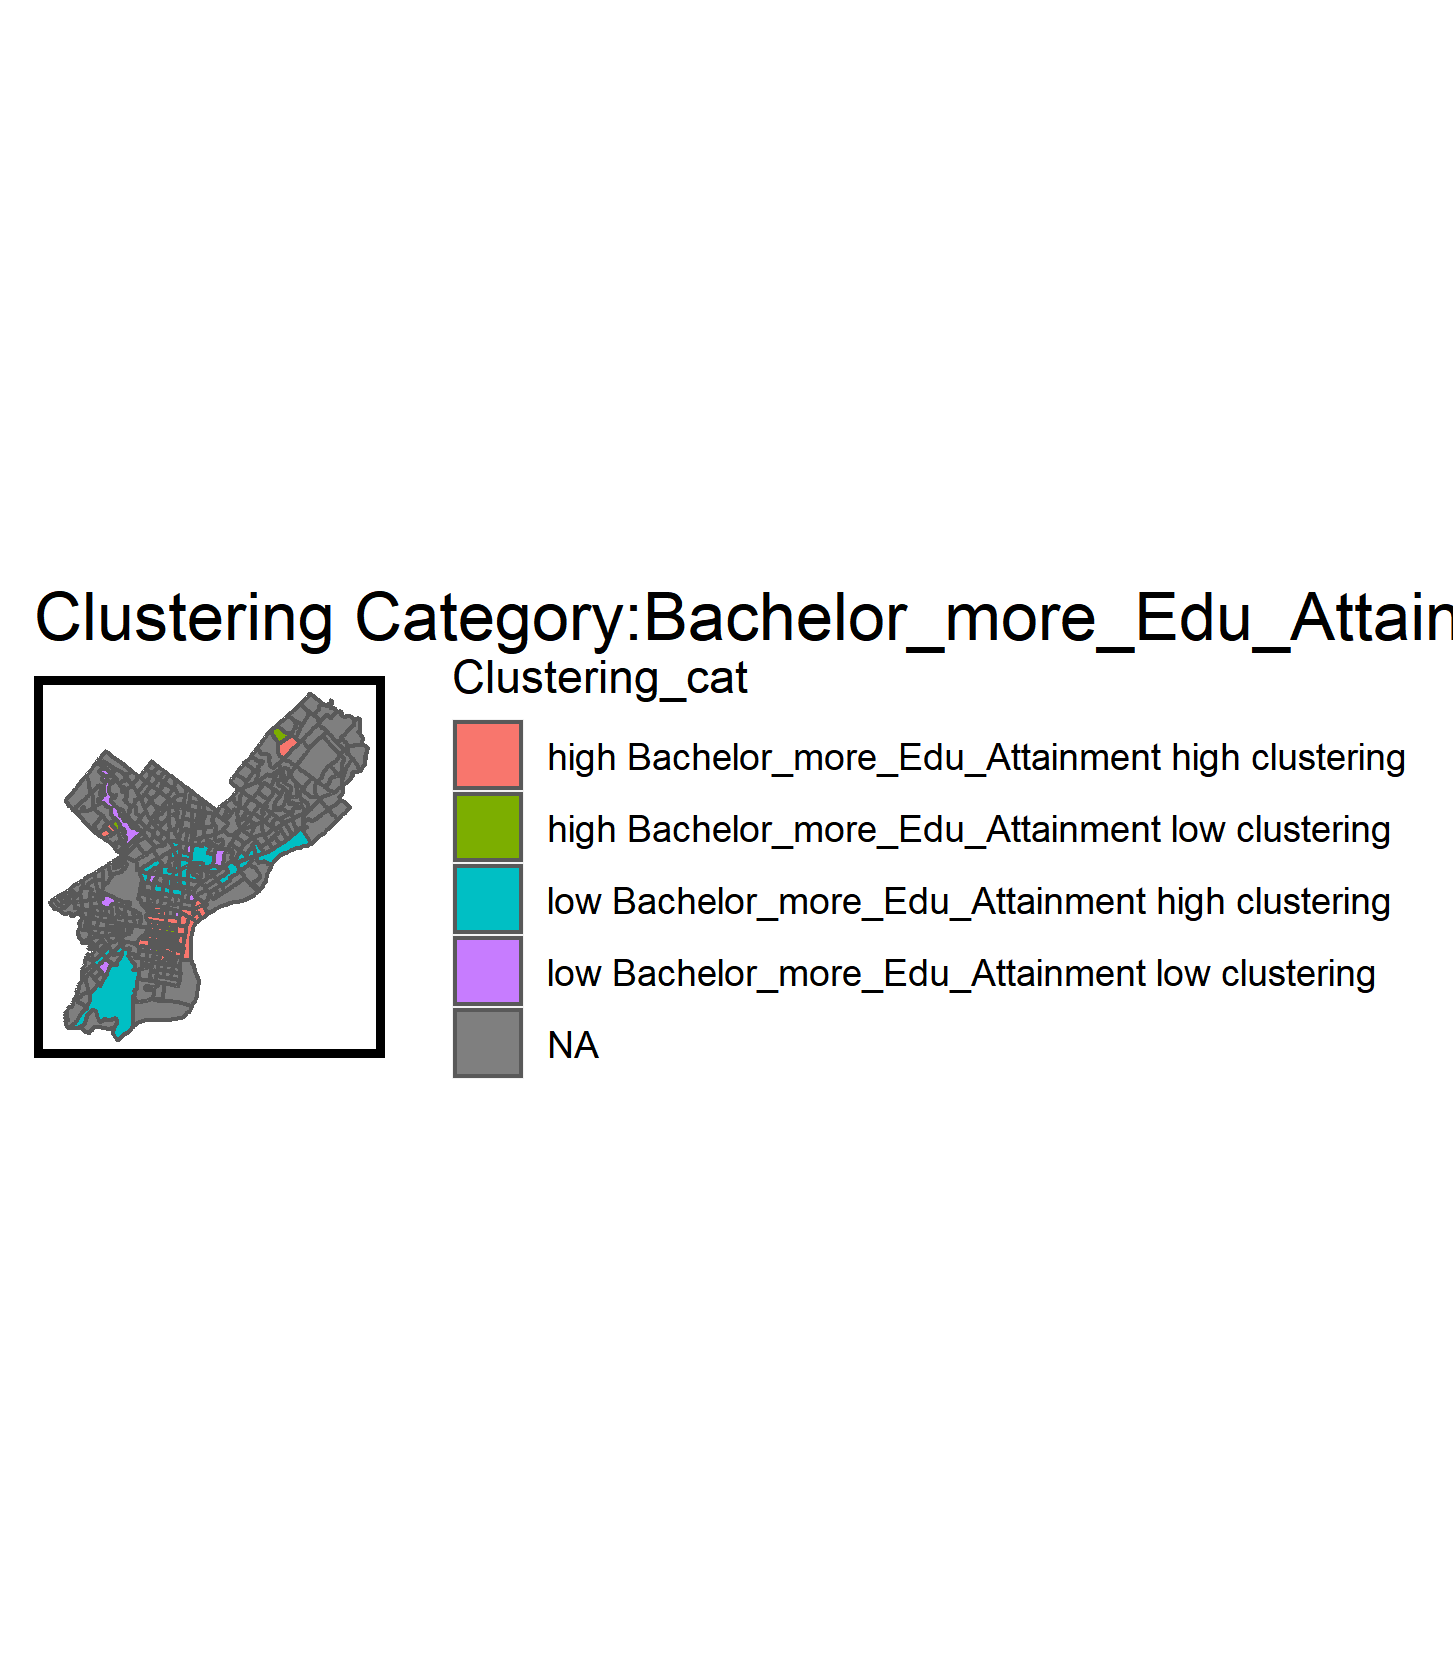 Clustering Category:Bachelor_more_Edu_Attain
Clustering_cat
high Bachelor_more_Edu_Attainment high clustering
high Bachelor_more_Edu_Attainment low clustering
low Bachelor_more_Edu_Attainment high clustering
low Bachelor_more_Edu_Attainment low clustering
NA